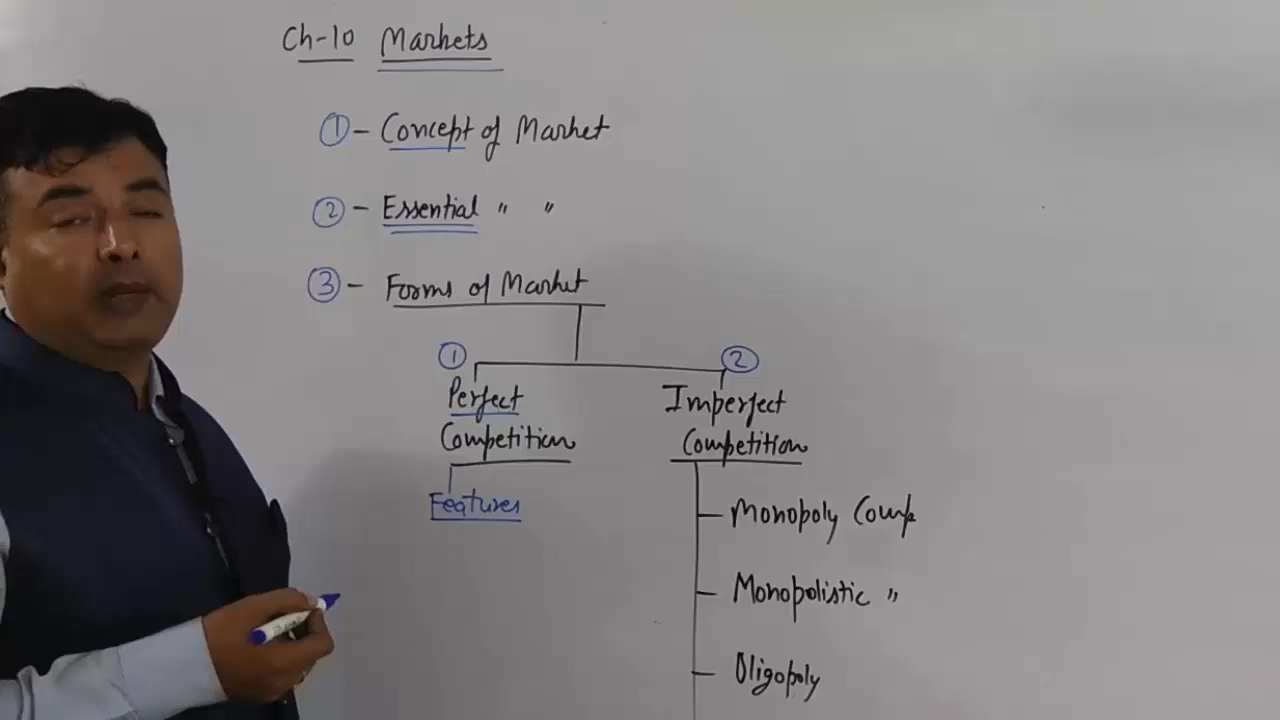 Ch-10 Markets
① - Concept of Market
② - Essential " "
③ - Forms of Market
① ②
Perfect Imperfect
Competition Competition
Features
Monopoly Comp
Monopolistic "
Oligopoly